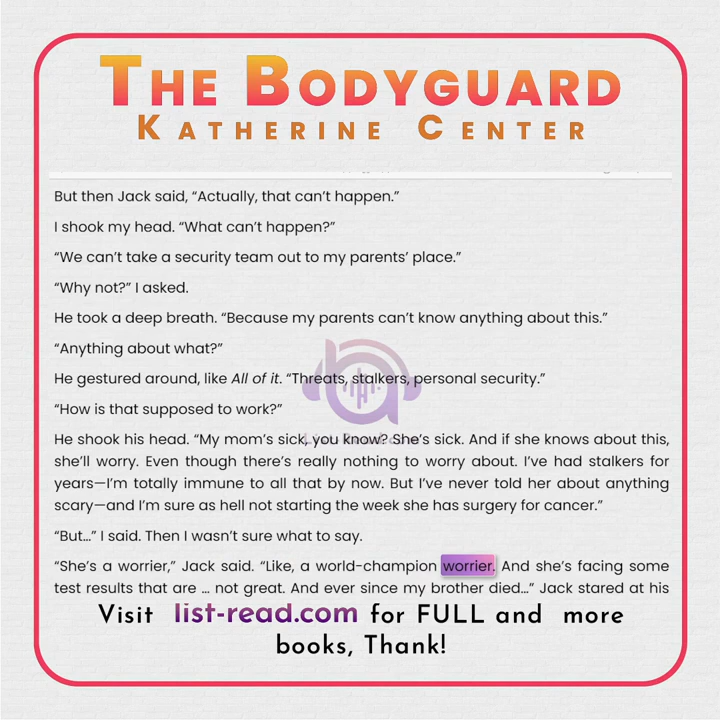 THE BODYGUARD
KATHERINE CENTER
But then Jack said, “Actually, that can’t happen.”
I shook my head. “What can’t happen?”
“We can’t take a security team out to my parents’ place.”
“Why not?” I asked.
He took a deep breath. “Because my parents can’t know anything about this.”
“Anything about what?”
He gestured around, like All of it. “Threats, stalkers, personal security.”
“How is that supposed to work?”
He shook his head. “My mom’s sick, you know? She’s sick. And if she knows about this,
she’ll worry. Even though there’s really nothing to worry about. I’ve had stalkers for
years—I’m totally immune to all that by now. But I’ve never told her about anything
scary—and I’m sure as hell not starting the week she has surgery for cancer.”
“But…” I said. Then I wasn’t sure what to say.
“She’s a worrier,” Jack said. “Like, a world-champion worrier. And she’s facing some
test results that are … not great. And ever since my brother died…” Jack stared at his
Visit list-read.com for FULL and more
books, Thank!